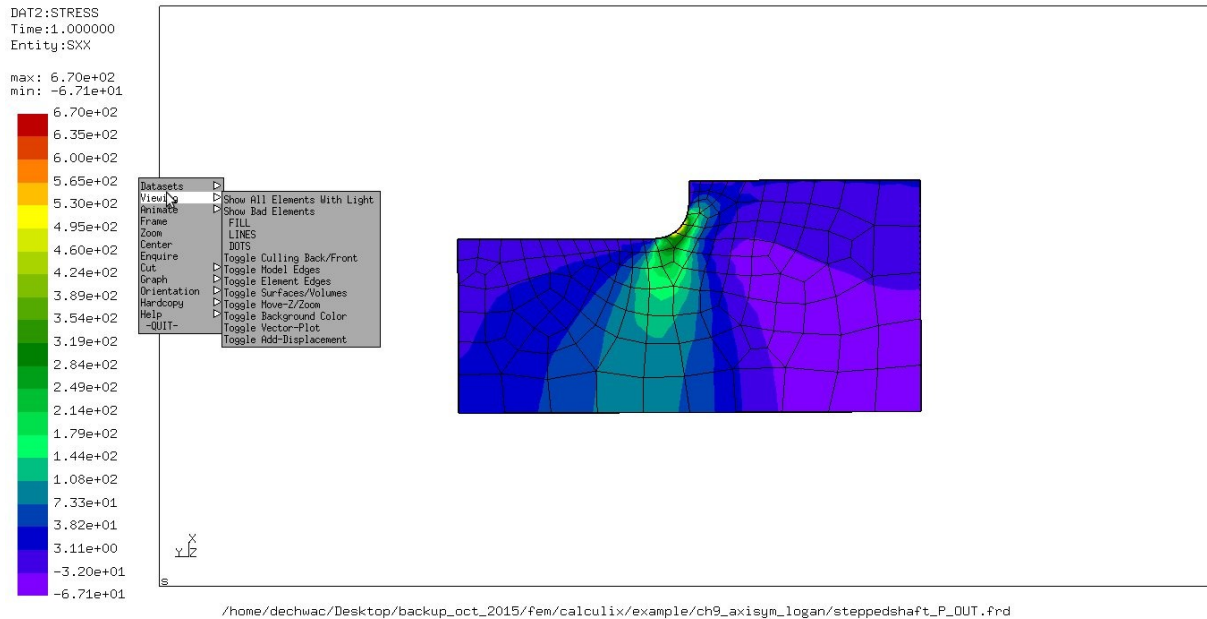 DAT2:STRESS
Time:1.000000
Entity:SXX
max: 6.70e+02
min: -6.71e+01
6.70e+02
6.35e+02
6.00e+02
5.65e+02
5.30e+02
4.95e+02
4.60e+02
4.24e+02
3.89e+02
3.54e+02
3.19e+02
2.84e+02
2.49e+02
2.14e+02
1.79e+02
1.44e+02
1.08e+02
7.33e+01
3.82e+01
3.11e+00
-3.20e+01
-6.71e+01
Datasets
Viewing
Animate
Frame
Zoom
Center
Enquire
Cut
Graph
Orientation
Hardcopy
Help
-QUIT-
Show All Elements With Light
Show Bad Elements
FILL
LINES
DOTS
Toggle Culling Back/Front
Toggle Model Edges
Toggle Element Edges
Toggle Surfaces/Volumes
Toggle Move-Z/Zoom
Toggle Background Color
Toggle Vector-Plot
Toggle Add-Displacement
X
Y Z
s
/home/dechwac/Desktop/backup_oct_2015/fem/calculix/example/ch9_axisym_logan/steppedshaft_P_OUT.frd